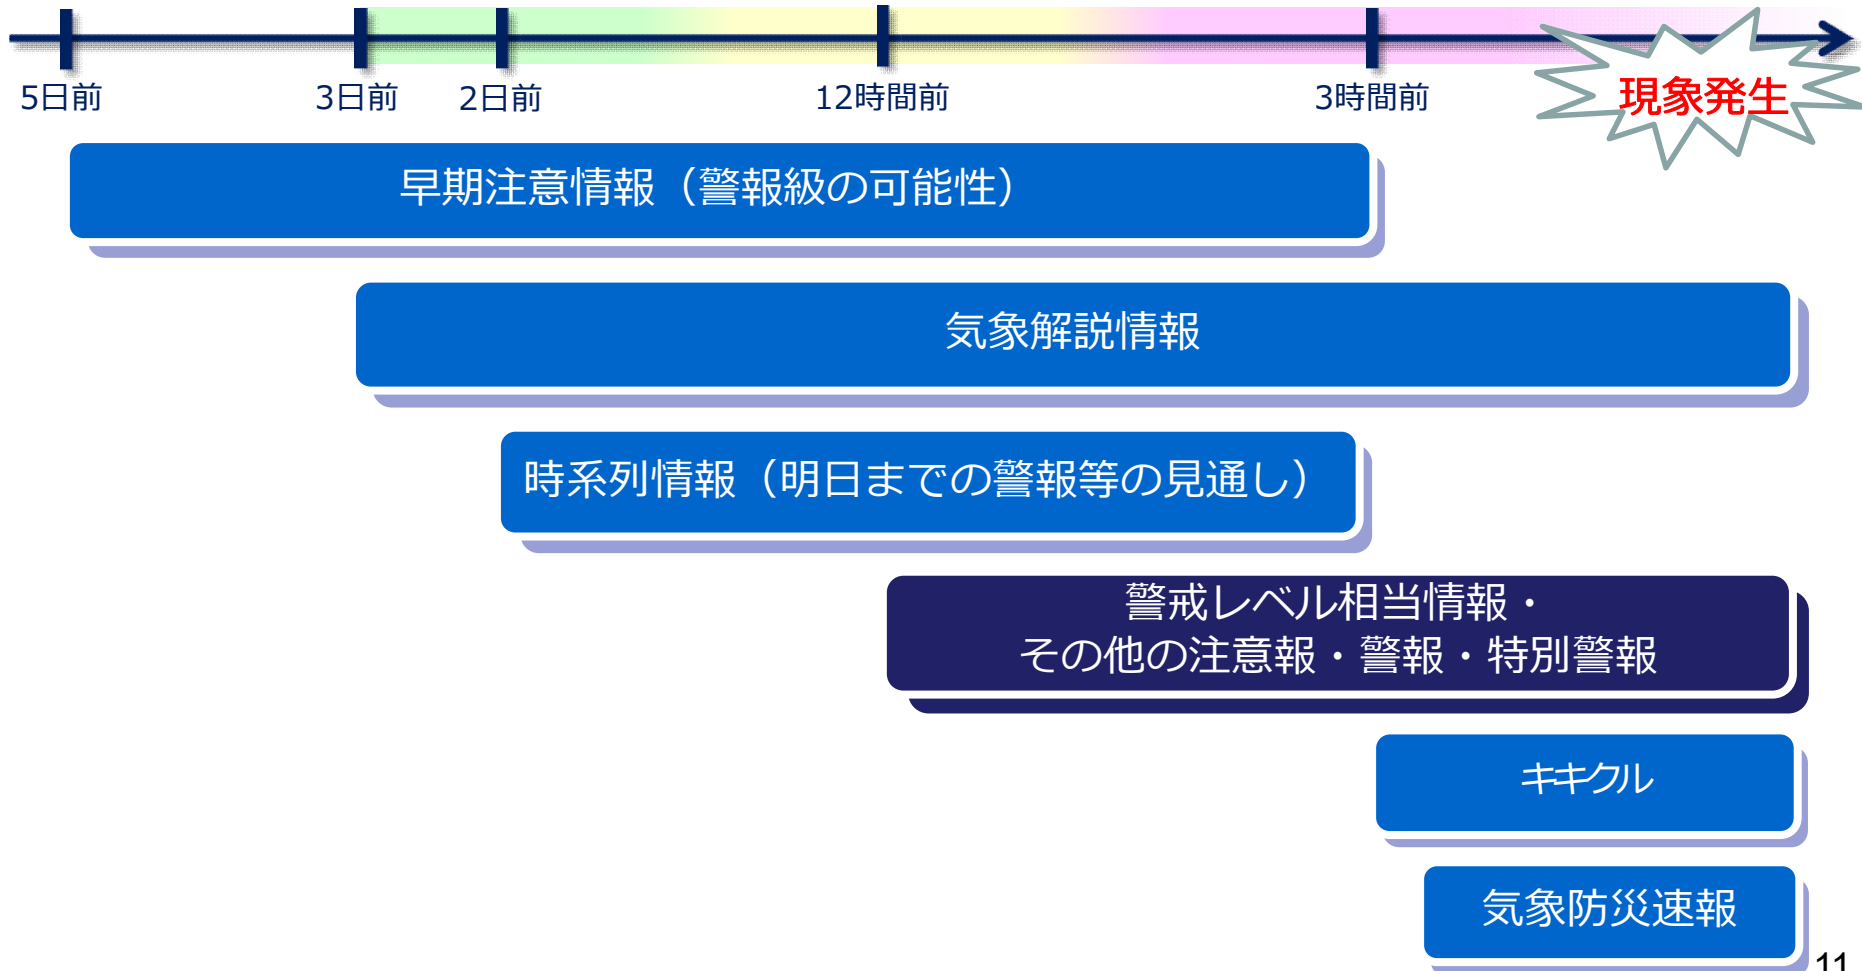 5日前
3日前
2日前
12時間前
3時間前
現象発生
早期注意情報（警報級の可能性）
気象解説情報
時系列情報（明日までの警報等の見通し）
警戒レベル相当情報・
その他の注意報・警報・特別警報
キキクル
気象防災速報
11